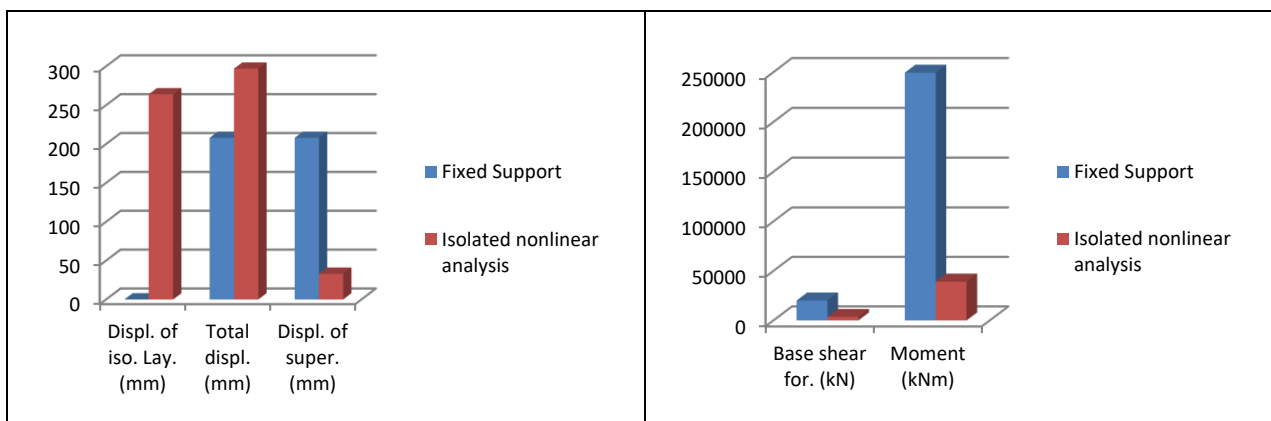 300
250
200
150
100
50
0
Displ. of
iso. Lay.
(mm)
Total
displ.
(mm)
Displ. of
super.
(mm)
Fixed Support
Isolated nonlinear
analysis
250000
200000
150000
100000
50000
0
Base shear
for. (kN)
Moment
(kNm)
Fixed Support
Isolated nonlinear
analysis